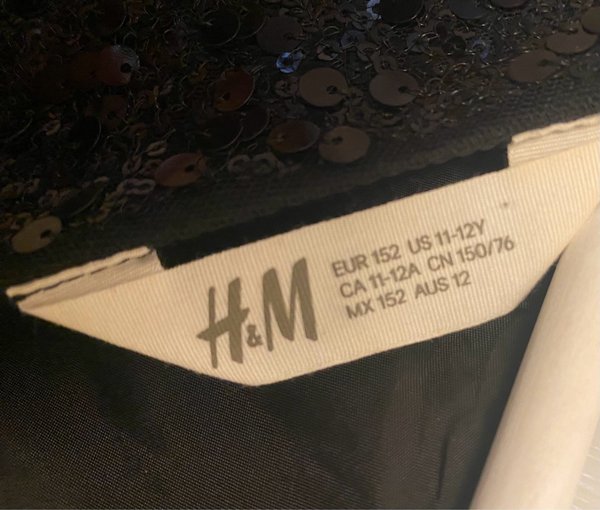 H&M
EUR 152 US 11-12Y
CA 11-12A CN 150/76
MX 152 AUS 12